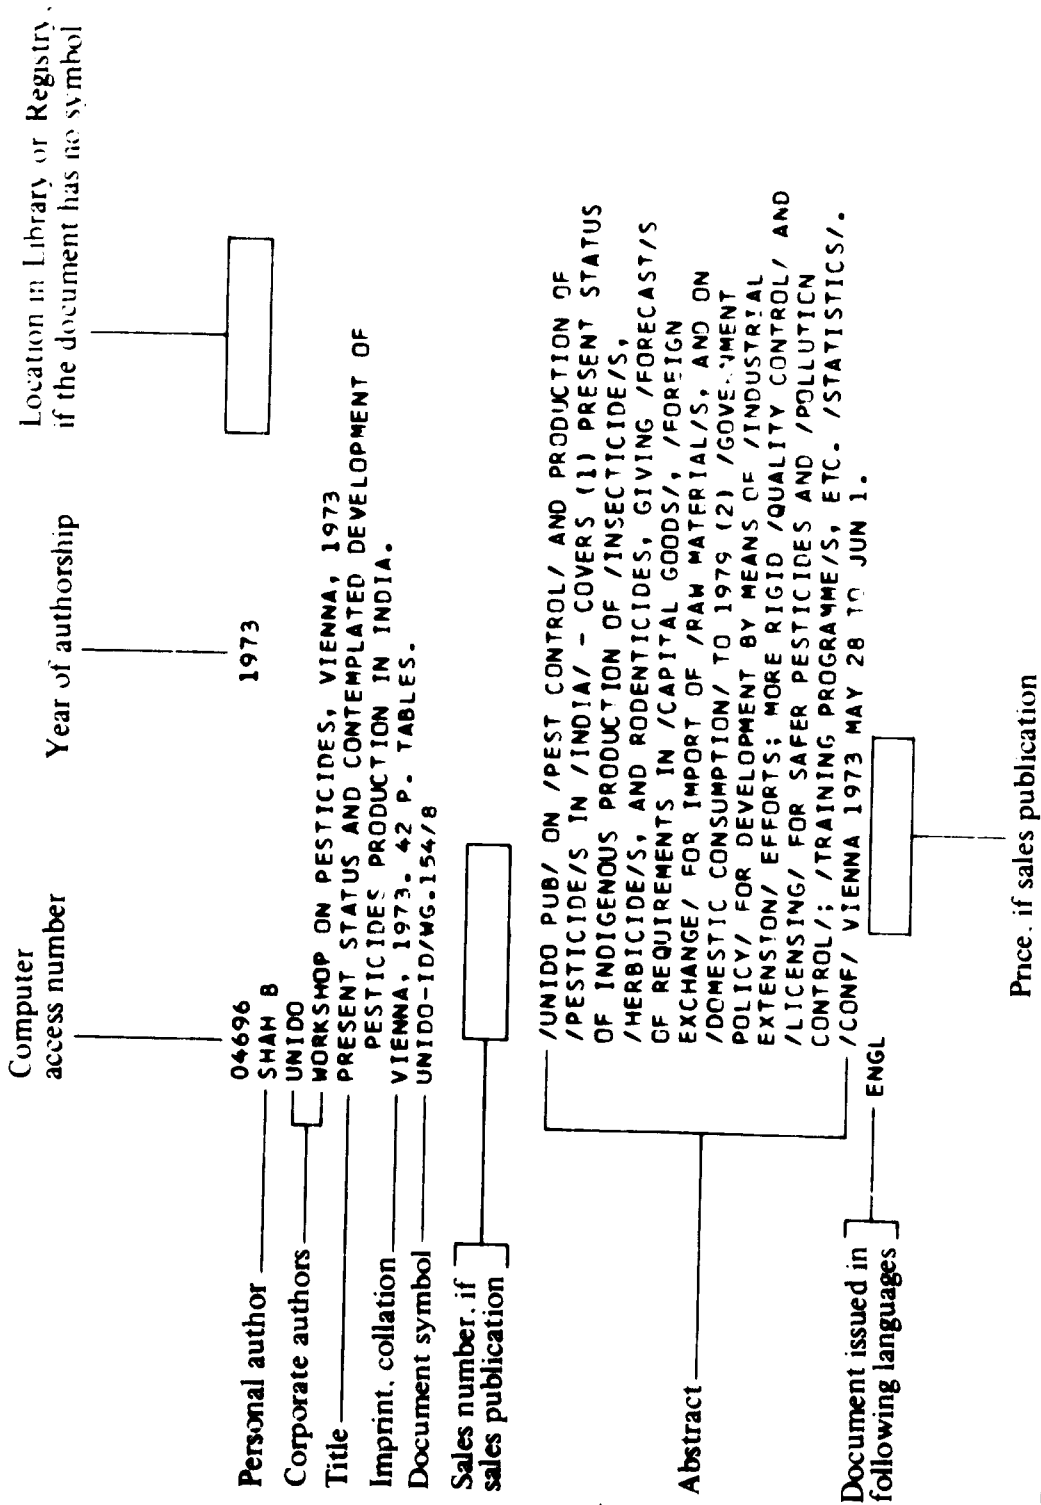 Location in Library or Registry,
if the document has no symbol
Year of authorship
Computer
access number
04696
1973
Personal author
SHAH B
Corporate authors
UNIDO
WORKSHOP ON PESTICIDES, VIENNA, 1973
Title
PRESENT STATUS AND CONTEMPLATED DEVELOPMENT OF
PESTICIDES PRODUCTION IN INDIA.
Imprint, collation
VIENNA, 1973. 42 P. TABLES.
Document symbol
UNIDO-ID/WG.154/8
Sales number, if
sales publication
Abstract
/UNIDO PUB/ ON /PEST CONTROL/ AND PRODUCTION OF
/PESTICIDE/S IN /INDIA/ - COVERS (1) PRESENT STATUS
OF INDIGENOUS PRODUCTION OF /INSECTICIDE/S,
/HERBICIDE/S, AND RODENTICIDES, GIVING /FORECAST/S
OF REQUIREMENTS IN /CAPITAL GOODS/, /FOREIGN
EXCHANGE/ FOR IMPORT OF /RAW MATERIAL/S, AND ON
/DOMESTIC CONSUMPTION/ TO 1979 (2) /GOVERNMENT
POLICY/ FOR DEVELOPMENT BY MEANS OF /INDUSTRIAL
EXTENSION/ EFFORTS; MORE RIGID /QUALITY CONTROL/ AND
/LICENSING/ FOR SAFER PESTICIDES AND /POLLUTION
CONTROL/; /TRAINING PROGRAMME/S, ETC. /STATISTICS/.
/CONF/ VIENNA 1973 MAY 28 TO JUN 1.
Document issued in
following languages
ENGL
Price, if sales publication